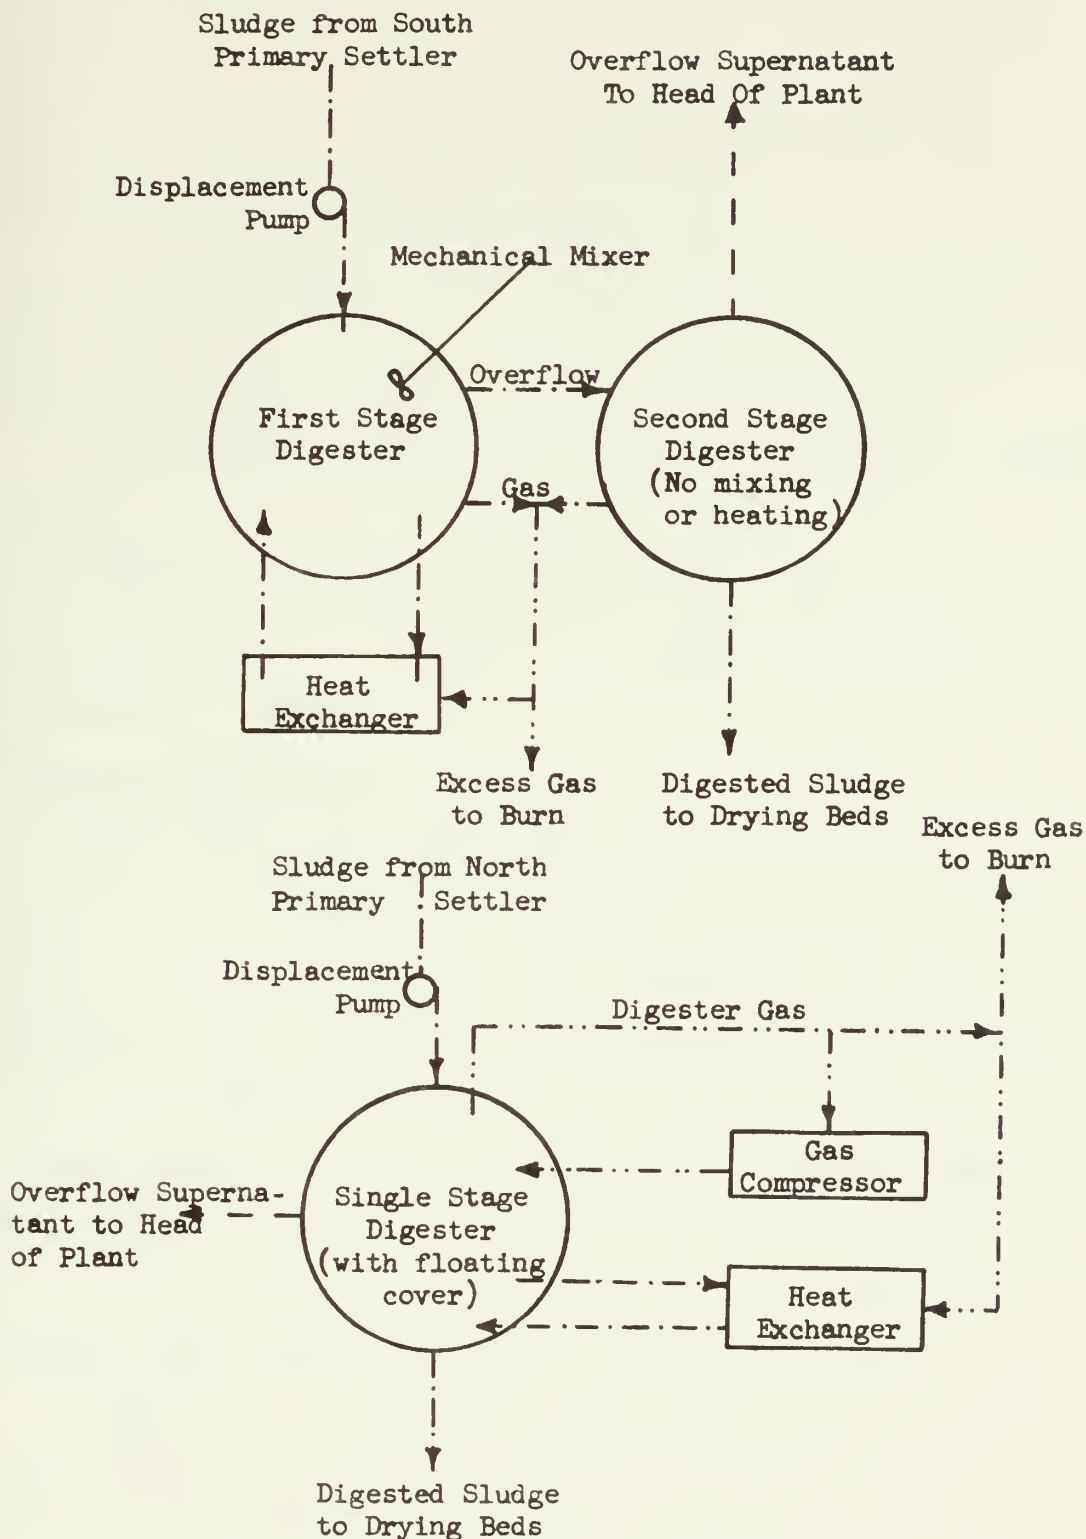 Sludge from South
Primary Settler
Overflow Supernatant
To Head Of Plant
Displacement
Pump
Mechanical Mixer
Overflow
First Stage
Digester
Second Stage
Digester
(No mixing
or heating)
Gas
Heat
Exchanger
Excess Gas
to Burn
Digested Sludge
to Drying Beds
Excess Gas
to Burn
Sludge from North
Primary Settler
Displacement
Pump
Digester Gas
Gas
Compressor
Overflow Superna-
tant to Head
of Plant
Single Stage
Digester
(with floating
cover)
Heat
Exchanger
Digested Sludge
to Drying Beds